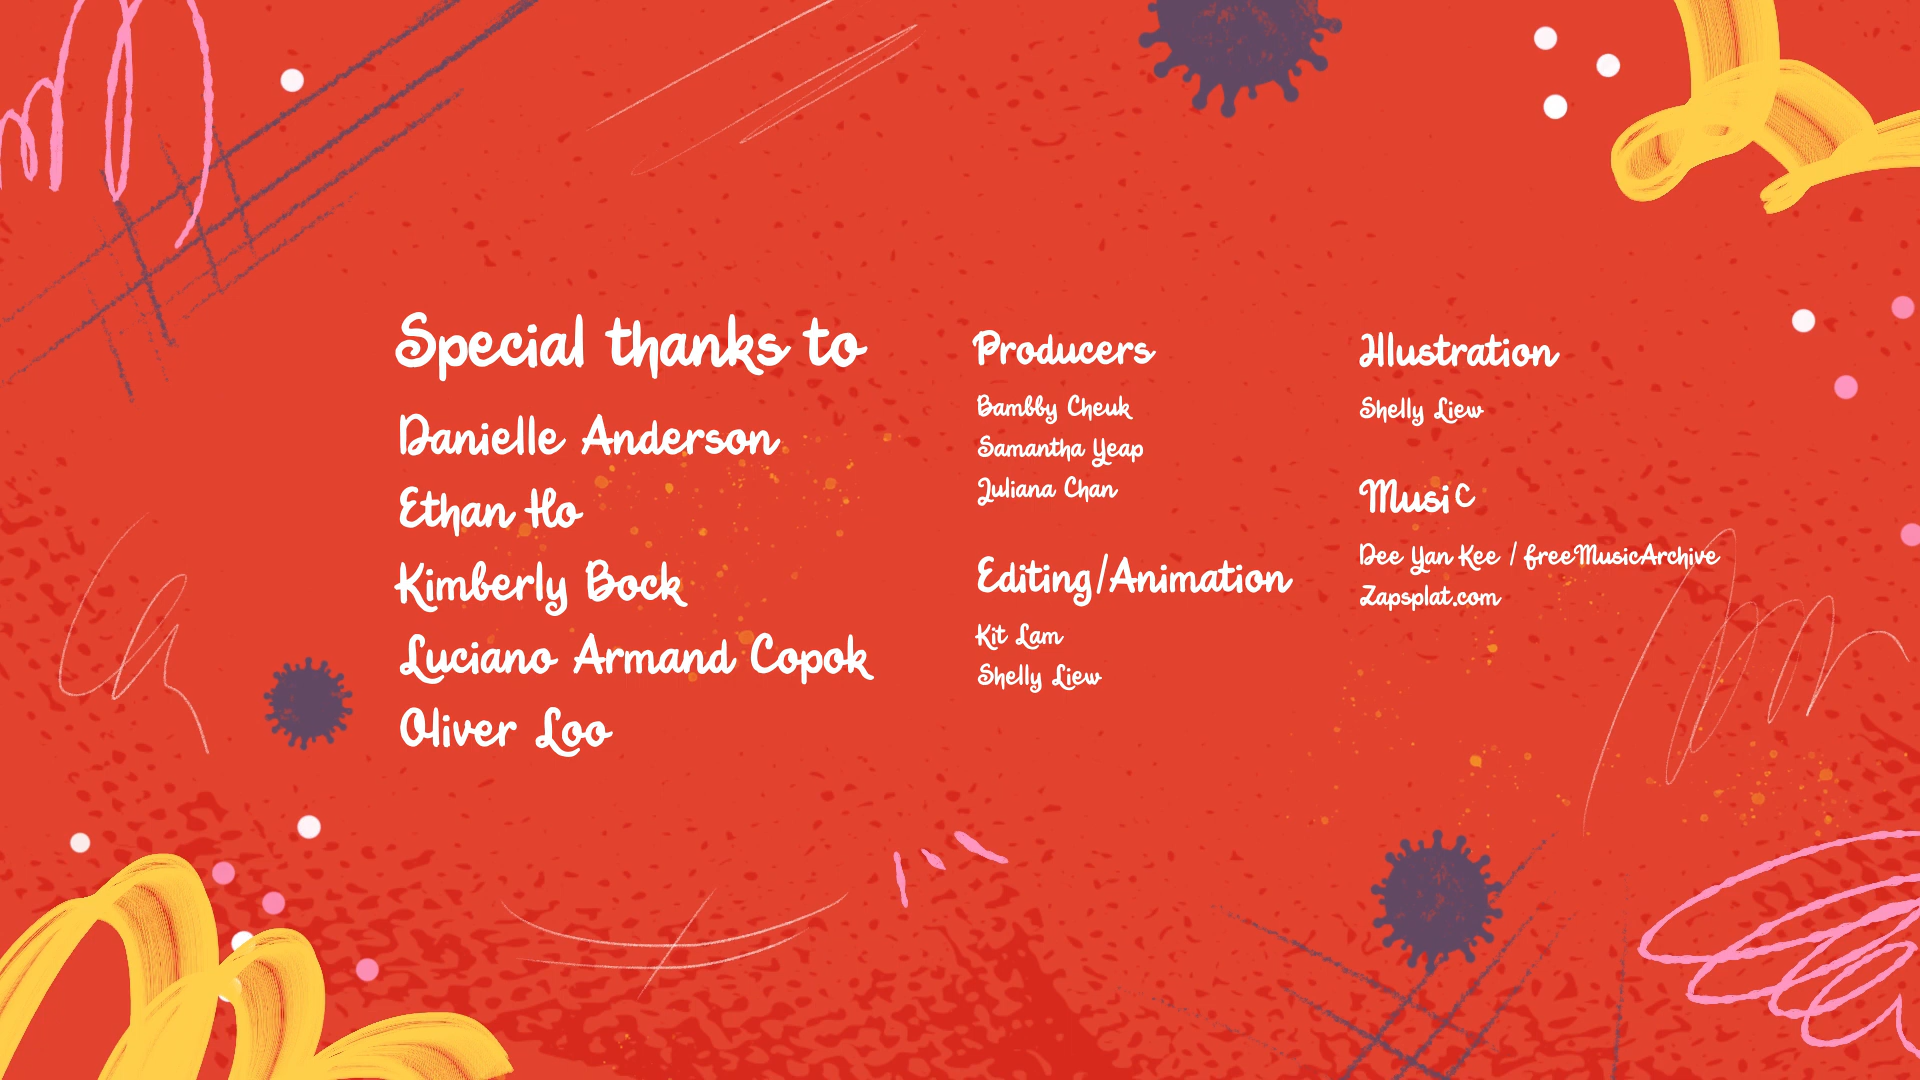 Special thanks to
Danielle Anderson
Ethan Ho
Kimberly Bock
Luciano Armand Copok
Oliver Loo
Producers
Bambby Cheuk
Samantha Yeap
Juliana Chan
Editing/Animation
Kit Lam
Shelly Liew
Illustration
Shelly Liew
Music
Dee Yan Kee / freeMusicArchive
Zapsplat.com